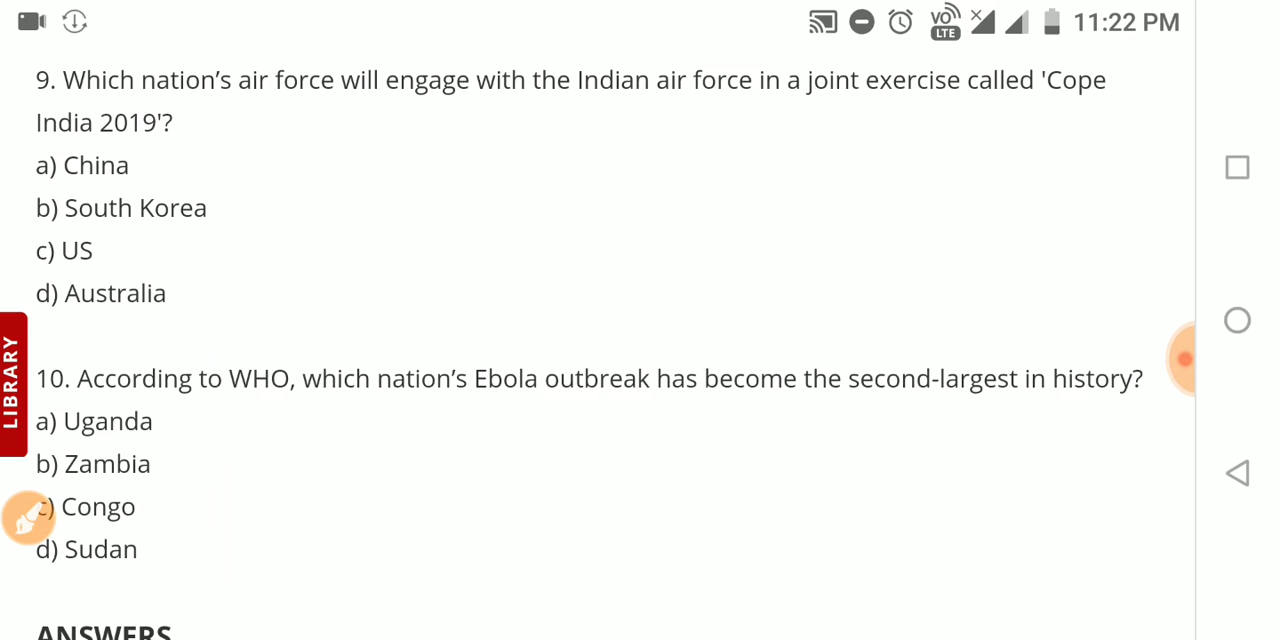 VO LTE 11:22 PM
9. Which nation’s air force will engage with the Indian air force in a joint exercise called 'Cope
India 2019'?
a) China
b) South Korea
c) US
d) Australia
LIBRARY
10. According to WHO, which nation’s Ebola outbreak has become the second-largest in history?
a) Uganda
b) Zambia
c) Congo
d) Sudan
ANSWERS